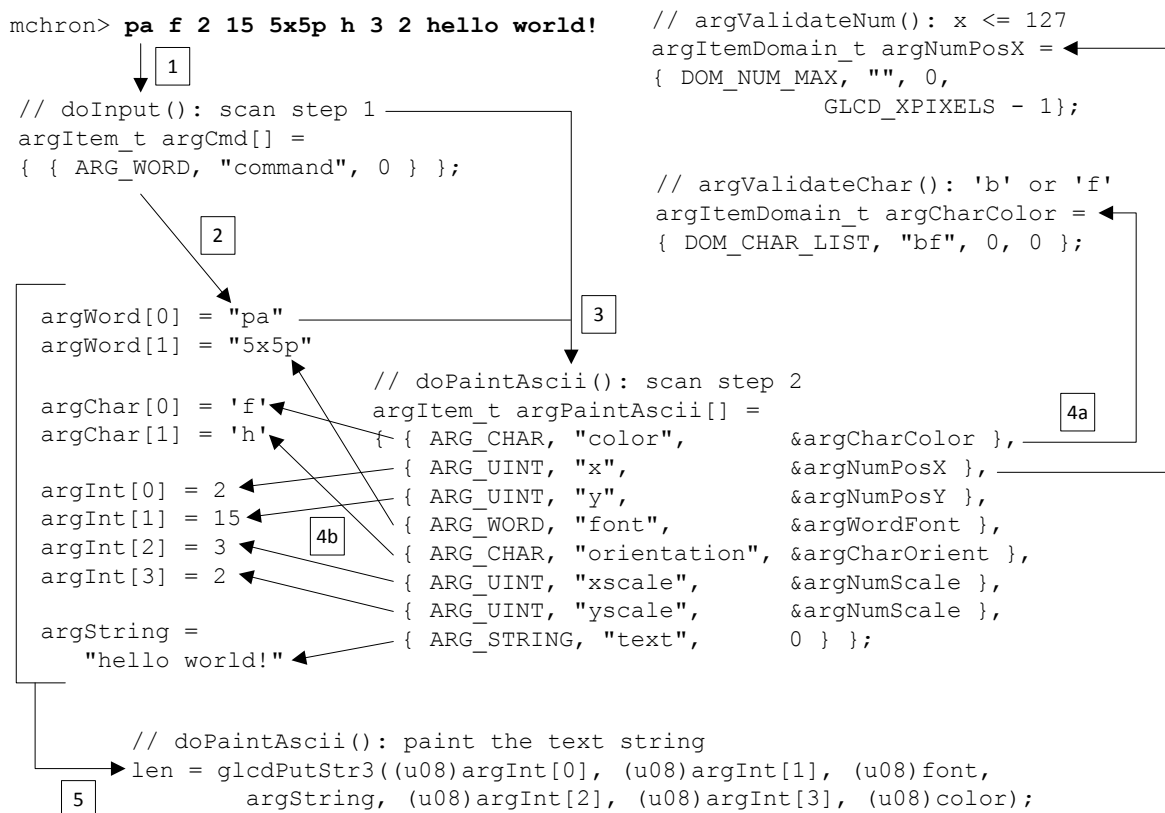 mchron> pa f 2 15 5x5p h 3 2 hello world!
1
// doInput(): scan step 1
argItem_t argCmd[] =
{ { ARG_WORD, "command", 0 } };
2
// argValidateNum(): x <= 127
argItemDomain_t argNumPosX =
{ DOM_NUM_MAX, "", 0,
GLCD_XPIXELS - 1};
// argValidateChar(): 'b' or 'f'
argItemDomain_t argCharColor =
{ DOM_CHAR_LIST, "bf", 0, 0 };
argWord[0] = "pa"
argWord[1] = "5x5p"
argChar[0] = 'f'
argChar[1] = 'h'
argInt[0] = 2
argInt[1] = 15
argInt[2] = 3
argInt[3] = 2
argString =
"hello world!"
3
// doPaintAscii(): scan step 2
argItem_t argPaintAscii[] =
{ { ARG_CHAR, "color", &argCharColor },
{ ARG_UINT, "x", &argNumPosX },
{ ARG_UINT, "y", &argNumPosY },
{ ARG_WORD, "font", &argWordFont },
{ ARG_CHAR, "orientation", &argCharOrient },
{ ARG_UINT, "xscale", &argNumScale },
{ ARG_UINT, "yscale", &argNumScale },
{ ARG_STRING, "text", 0 } };
4a
4b
// doPaintAscii(): paint the text string
len = glcdPutStr3((u08)argInt[0], (u08)argInt[1], (u08)font,
argString, (u08)argInt[2], (u08)argInt[3], (u08)color);
5